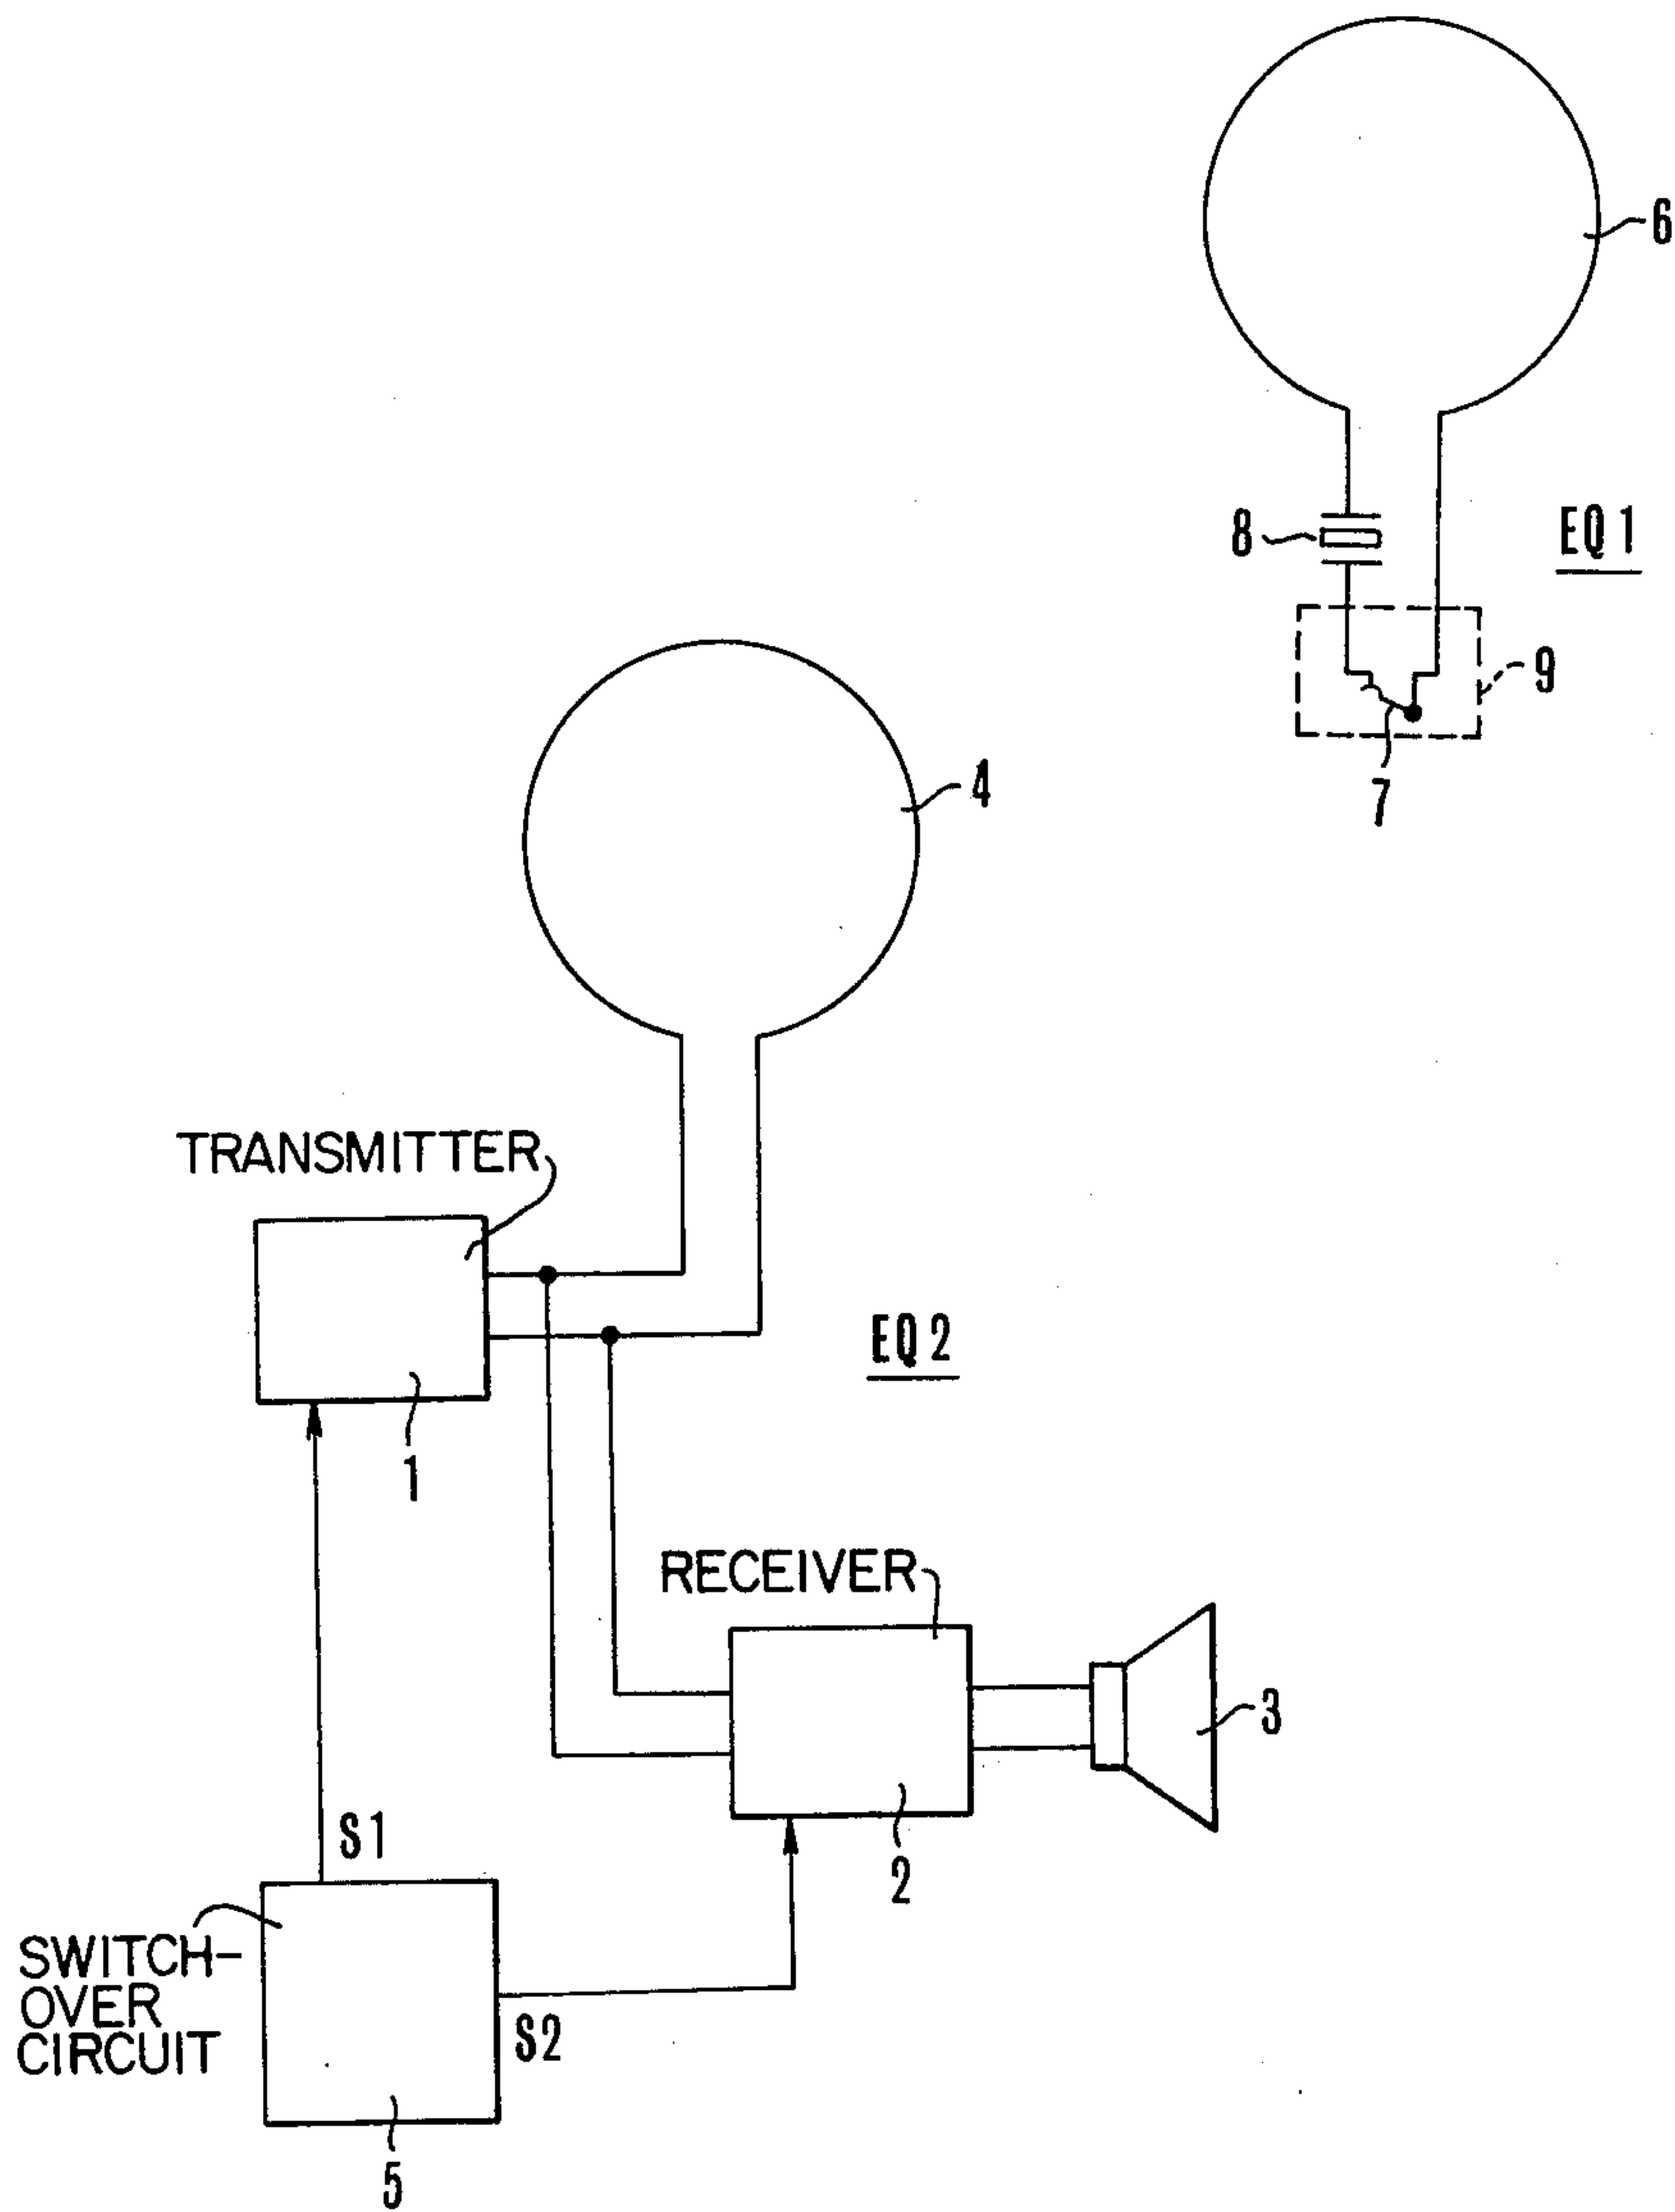 6
8
EQ1
9
7
4
TRANSMITTER
EQ2
1
RECEIVER
3
S1
2
SWITCH-
OVER
CIRCUIT
S2
5